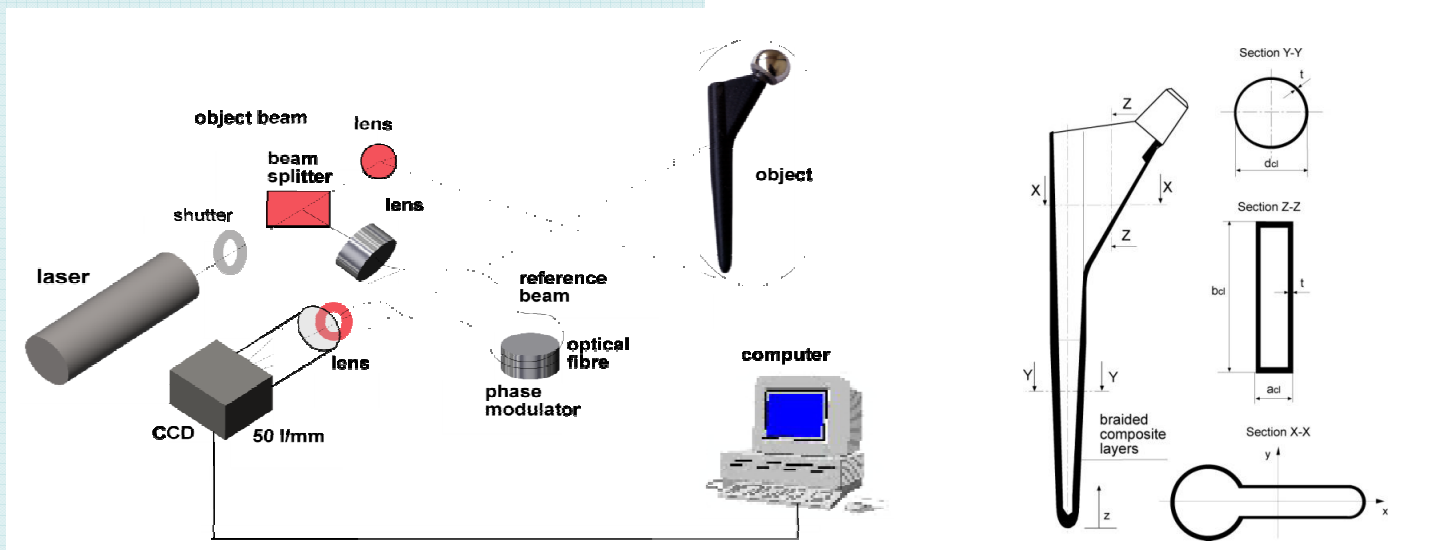 object beam
lens
beam
splitter
lens
shutter
laser
object
reference
beam
optical
fibre
lens
phase
modulator
computer
CCD
50 l/mm
Z
Z
X
X
Y
Y
braided
composite
layers
z
Section Y-Y
t
dcl
Section Z-Z
bcl
t
acl
Section X-X
y
x